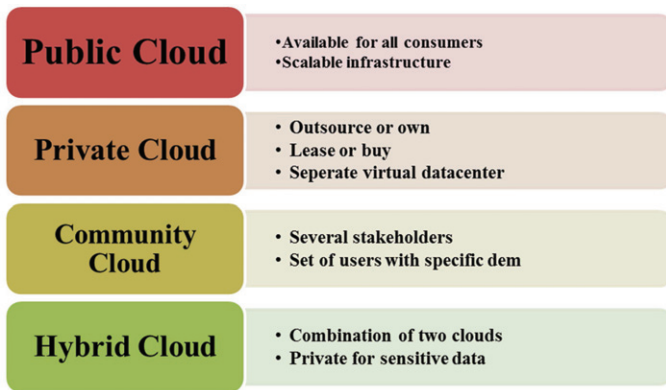 Public Cloud
•Available for all consumers
•Scalable infrastructure
Private Cloud
• Outsource or own
• Lease or buy
• Seperate virtual datacenter
Community
Cloud
• Several stakeholders
• Set of users with specific dem
Hybrid Cloud
• Combination of two clouds
• Private for sensitive data